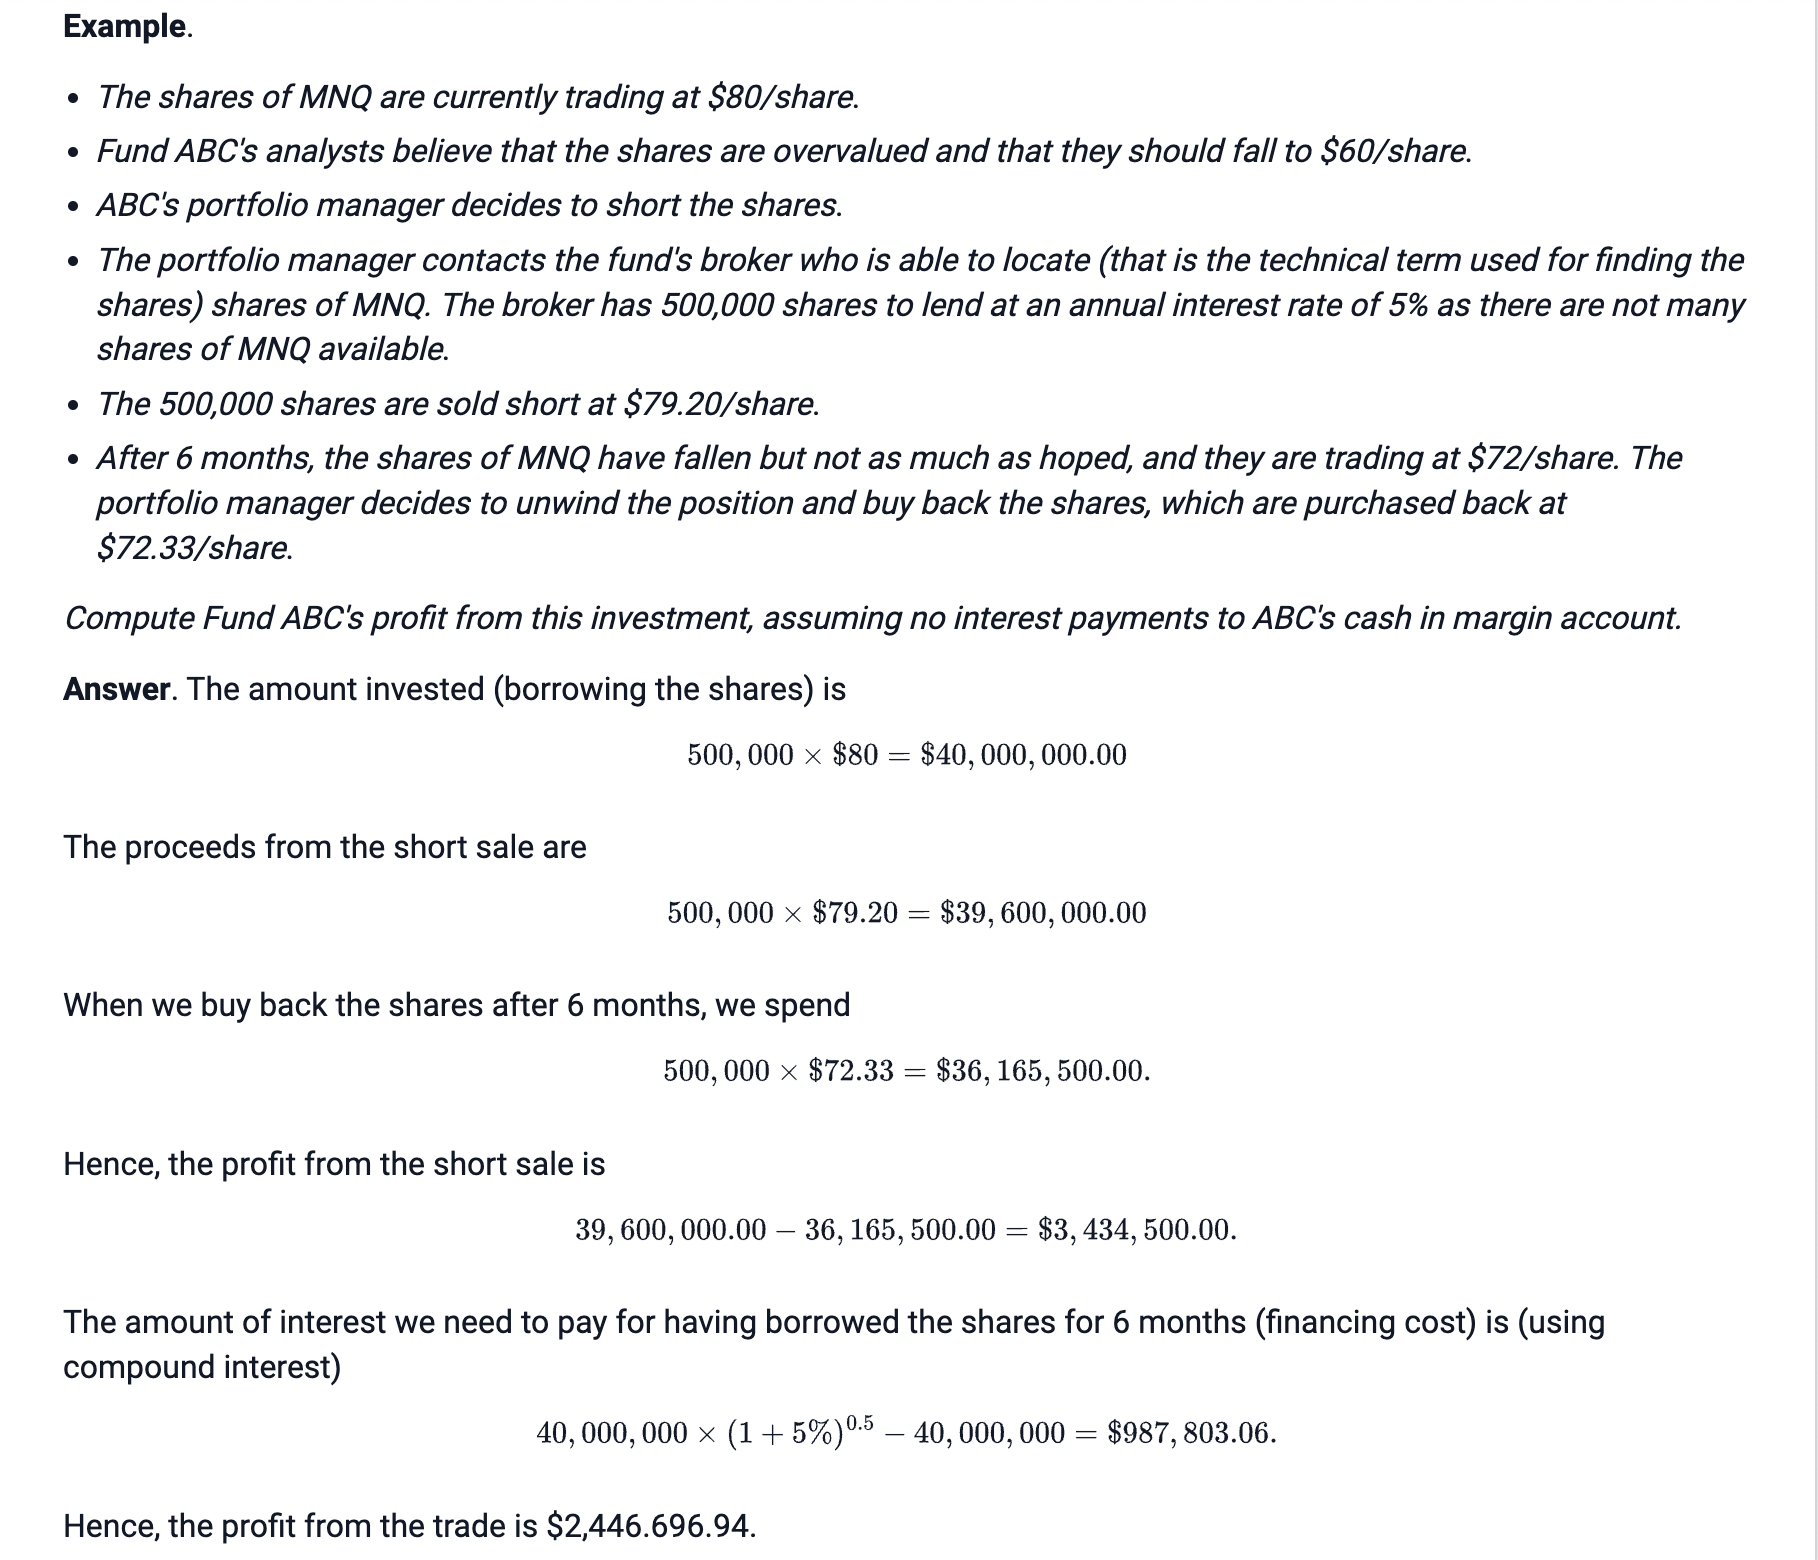 Example.
• The shares of MNQ are currently trading at $80/share.
• Fund ABC's analysts believe that the shares are overvalued and that they should fall to $60/share.
• ABC's portfolio manager decides to short the shares.
• The portfolio manager contacts the fund's broker who is able to locate (that is the technical term used for finding the
shares) shares of MNQ. The broker has 500,000 shares to lend at an annual interest rate of 5% as there are not many
shares of MNQ available.
• The 500,000 shares are sold short at $79.20/share.
• After 6 months, the shares of MNQ have fallen but not as much as hoped, and they are trading at $72/share. The
portfolio manager decides to unwind the position and buy back the shares, which are purchased back at
$72.33/share.
Compute Fund ABC's profit from this investment, assuming no interest payments to ABC's cash in margin account.
Answer. The amount invested (borrowing the shares) is
500,000 × $80 = $40,000,000.00
The proceeds from the short sale are
500,000 × $79.20 = $39,600,000.00
When we buy back the shares after 6 months, we spend
500,000 × $72.33 = $36,165,500.00.
Hence, the profit from the short sale is
39,600,000.00 − 36,165,500.00 = $3,434,500.00.
The amount of interest we need to pay for having borrowed the shares for 6 months (financing cost) is (using
compound interest)
40,000,000 × (1 + 5%)^0.5 − 40,000,000 = $987,803.06.
Hence, the profit from the trade is $2,446.696.94.